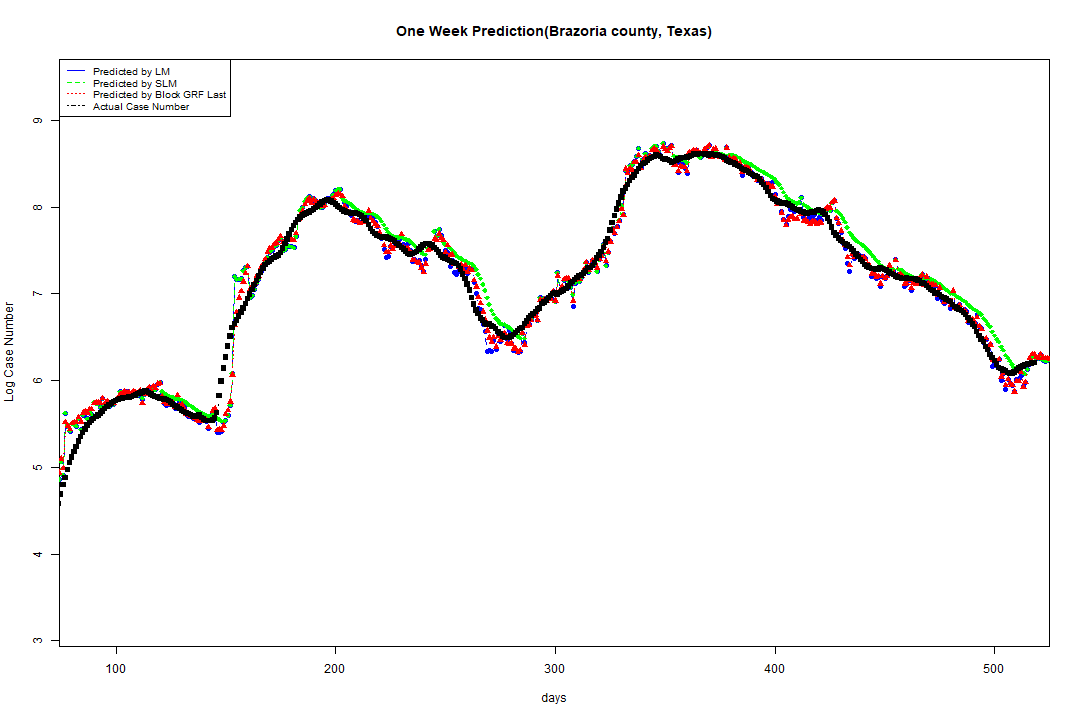 One Week Prediction(Brazoria county, Texas)
Predicted by LM
Predicted by SLM
Predicted by Block GRF Last
Actual Case Number
9
8
7
6
5
4
3
Log Case Number
100 200 300 400 500
days